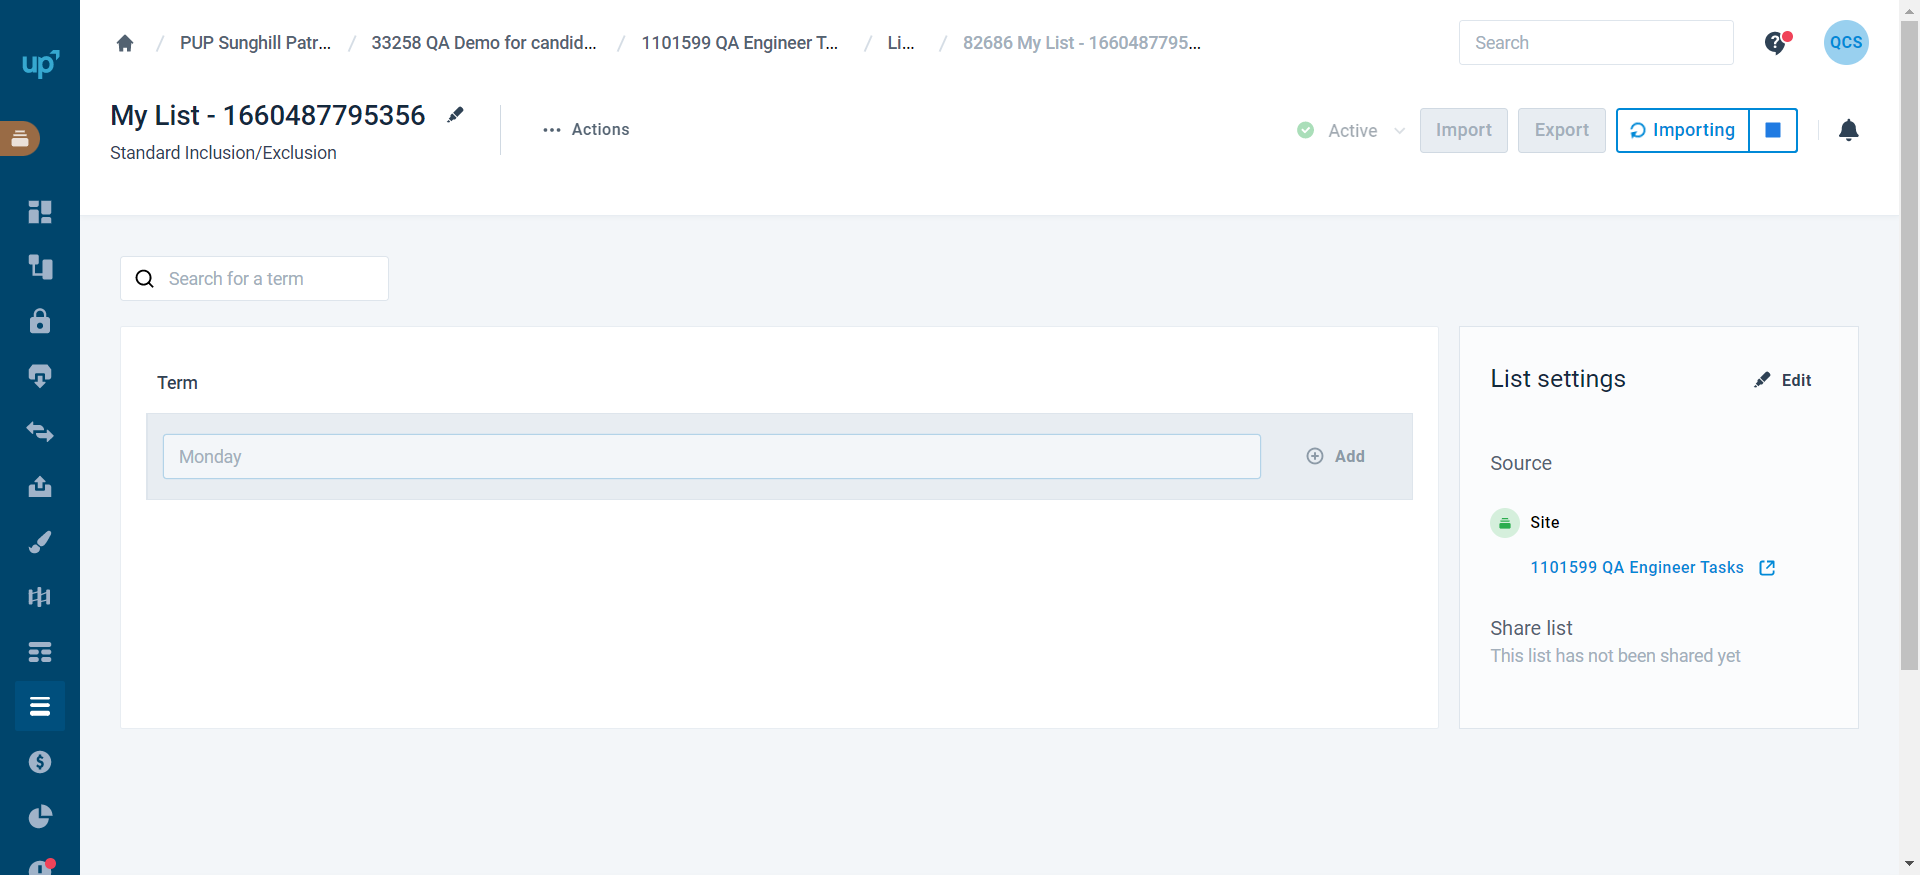 up
PUP Sunghill Patr... / 33258 QA Demo for candid... / 1101599 QA Engineer T... / Li... / 82686 My List - 1660487795...
Search
QCS
My List - 1660487795356
Standard Inclusion/Exclusion
Actions
Active
Import
Export
Importing
Search for a term
Term
Monday
Add
List settings
Edit
Source
Site
1101599 QA Engineer Tasks
Share list
This list has not been shared yet